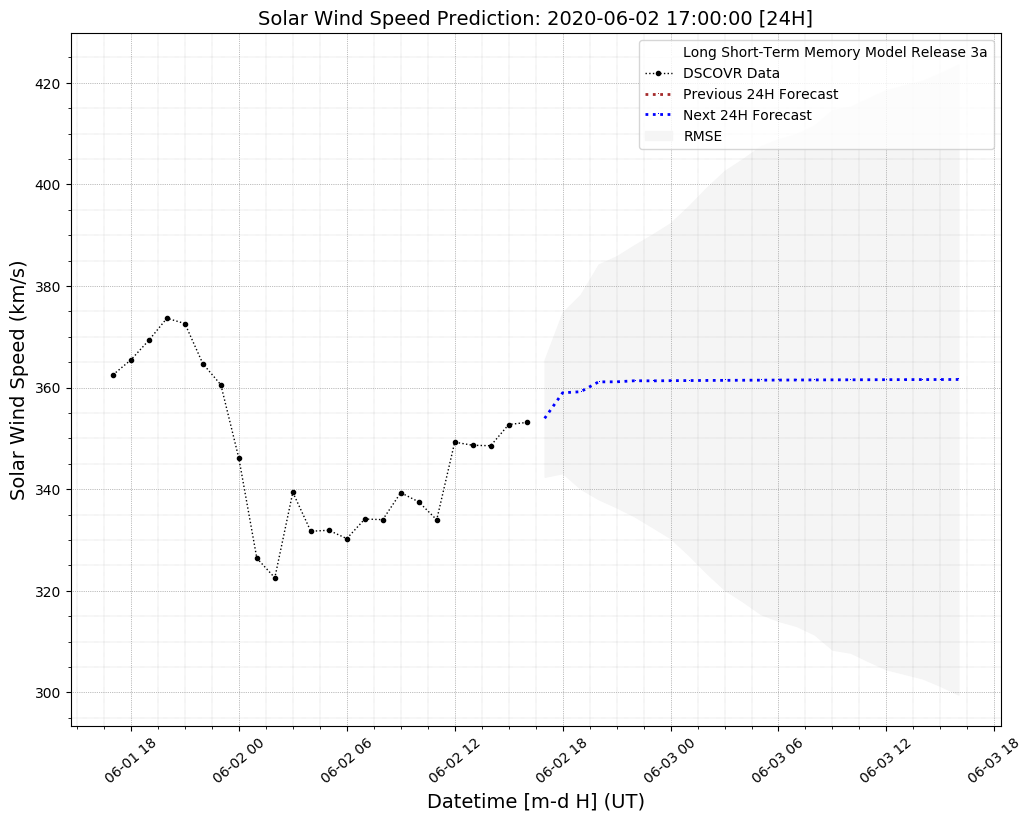 Solar Wind Speed Prediction: 2020-06-02 17:00:00 [24H]
Long Short-Term Memory Model Release 3a
DSCOVR Data
Previous 24H Forecast
Next 24H Forecast
RMSE
Solar Wind Speed (km/s)
420
400
380
360
340
320
300
06-01 18
06-02 00
06-02 06
06-02 12
06-02 18
06-03 00
06-03 06
06-03 12
06-03 18
Datetime [m-d H] (UT)